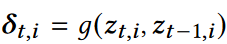 δ_{t,i} = g(z_{t,i}, z_{t−1,i})